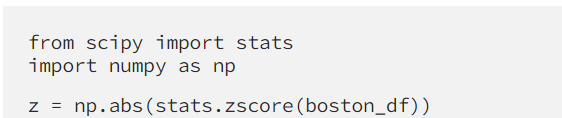 from scipy import stats
import numpy as np
z = np.abs(stats.zscore(boston_df))